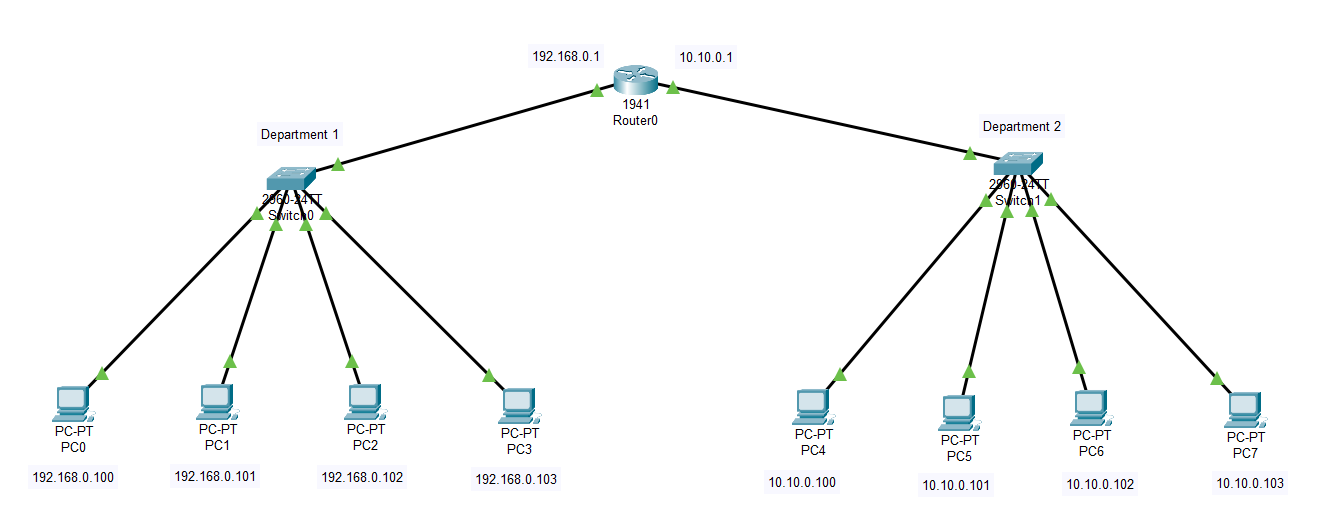 192.168.0.1
10.10.0.1
1941
Router0
Department 1
Department 2
2960-24TT
Switch0
2960-24TT
Switch1
PC-PT
PC0
PC-PT
PC1
PC-PT
PC2
PC-PT
PC3
PC-PT
PC4
PC-PT
PC5
PC-PT
PC6
PC-PT
PC7
192.168.0.100
192.168.0.101
192.168.0.102
192.168.0.103
10.10.0.100
10.10.0.101
10.10.0.102
10.10.0.103